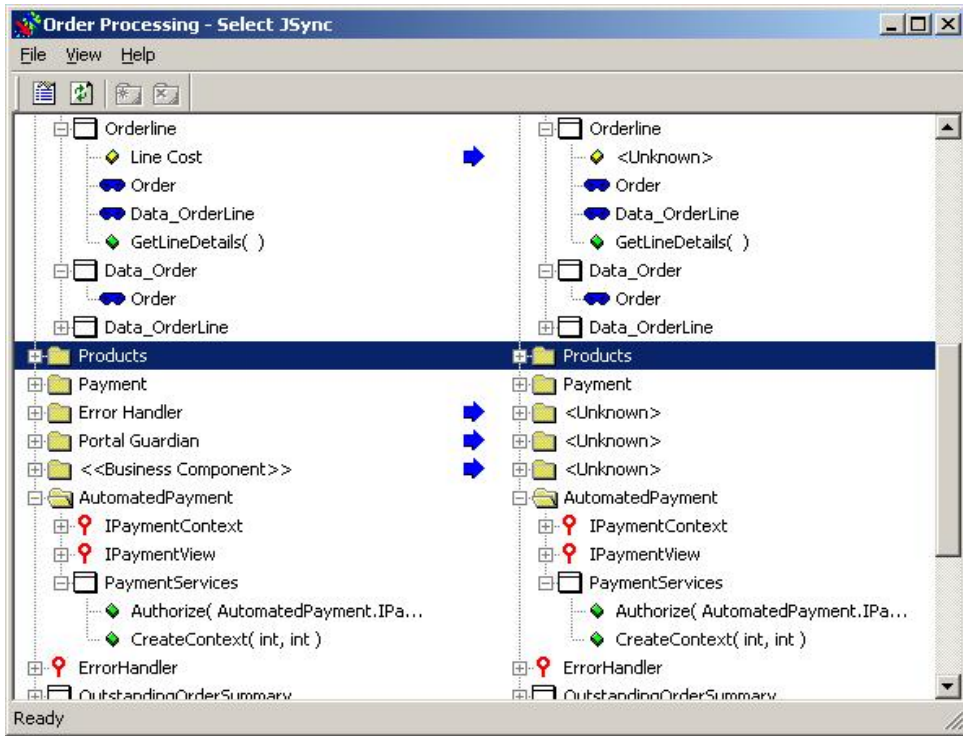 Order Processing - Select JSync
File View Help
Orderline Orderline
Line Cost <Unknown>
Order Order
Data_OrderLine Data_OrderLine
GetLineDetails( ) GetLineDetails( )
Data_Order Data_Order
Order Order
Data_OrderLine Data_OrderLine
Products Products
Payment Payment
Error Handler <Unknown>
Portal Guardian <Unknown>
<<Business Component>> <Unknown>
AutomatedPayment AutomatedPayment
IPaymentContext IPaymentContext
IPaymentView IPaymentView
PaymentServices PaymentServices
Authorize( AutomatedPayment.IPa... Authorize( AutomatedPayment.IPa...
CreateContext( int, int ) CreateContext( int, int )
ErrorHandler ErrorHandler
OutstandingOrderSummary OutstandingOrderSummary
Ready